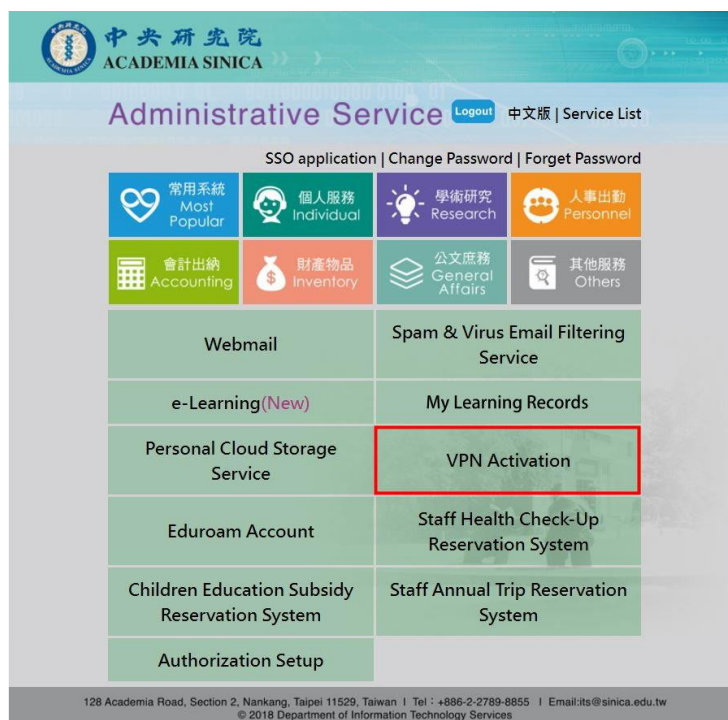 中央研究院
ACADEMIA SINICA
Administrative Service Logout 中文版 | Service List
SSO application | Change Password | Forget Password
常用系統
Most
Popular
個人服務
Individual
學術研究
Research
人事出勤
Personnel
會計出納
Accounting
財產物品
Inventory
公文庶務
General
Affairs
其他服務
Others
Webmail
Spam & Virus Email Filtering
Service
e-Learning(New)
My Learning Records
Personal Cloud Storage
Service
VPN Activation
Eduroam Account
Staff Health Check-Up
Reservation System
Children Education Subsidy
Reservation System
Staff Annual Trip Reservation
System
Authorization Setup
128 Academia Road, Section 2, Nankang, Taipei 11529, Taiwan I Tel：+886-2-2789-8855 I Email:its@sinica.edu.tw
© 2018 Department of Information Technology Services